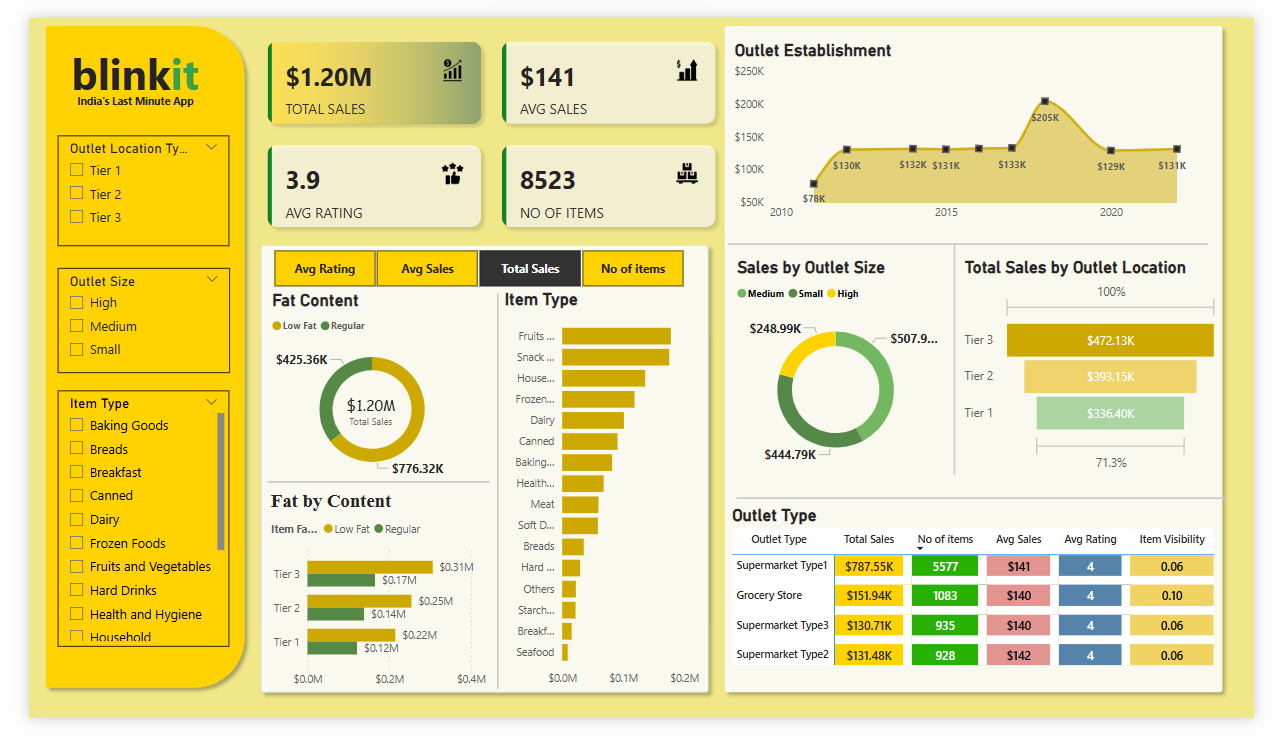 blinkit
India's Last Minute App
Outlet Location Ty...
Tier 1
Tier 2
Tier 3
Outlet Size
High
Medium
Small
Item Type
Baking Goods
Breads
Breakfast
Canned
Dairy
Frozen Foods
Fruits and Vegetables
Hard Drinks
Health and Hygiene
Household
$1.20M
TOTAL SALES
$141
AVG SALES
3.9
AVG RATING
8523
NO OF ITEMS
Avg Rating
Avg Sales
Total Sales
No of items
Fat Content
Low Fat Regular
$425.36K
$1.20M
Total Sales
$776.32K
Fat by Content
Item Fa... Low Fat Regular
Tier 3 $0.31M
$0.17M
Tier 2 $0.25M
$0.14M
Tier 1 $0.22M
$0.12M
$0.0M $0.2M $0.4M
Item Type
Fruits ...
Snack ...
House...
Frozen...
Dairy
Canned
Baking...
Health...
Meat
Soft D...
Breads
Hard ...
Others
Starch...
Breakf...
Seafood
$0.0M $0.1M $0.2M
Outlet Establishment
$250K
$200K
$150K
$100K
$50K
$78K
$130K
$132K
$131K
$133K
$205K
$129K
$131K
2010 2015 2020
Sales by Outlet Size
Medium Small High
$248.99K
$507.9...
$444.79K
Total Sales by Outlet Location
100%
Tier 3 $472.13K
Tier 2 $393.15K
Tier 1 $336.40K
71.3%
Outlet Type
Outlet Type Total Sales No of items Avg Sales Avg Rating Item Visibility
Supermarket Type1 $787.55K 5577 $141 4 0.06
Grocery Store $151.94K 1083 $140 4 0.10
Supermarket Type3 $130.71K 935 $140 4 0.06
Supermarket Type2 $131.48K 928 $142 4 0.06